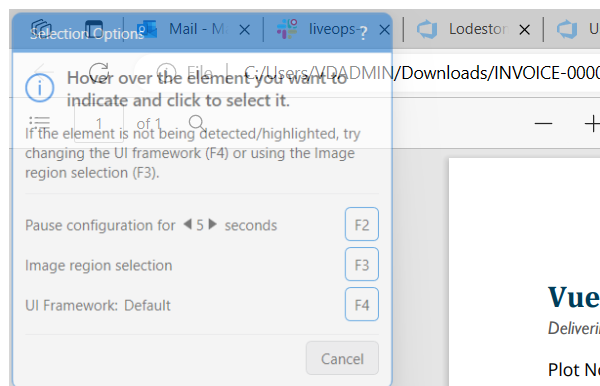 Selection Options ?
Mail - M
liveops-
Lodestor
U
Hover over the element you want to
indicate and click to select it.
File
C:/Users/VDADMIN/Downloads/INVOICE-0000
1 of 1
If the element is not being detected/highlighted, try
changing the UI framework (F4) or using the Image
region selection (F3).
Pause configuration for 5 seconds F2
Image region selection F3
UI Framework: Default F4
Cancel
Vue
Deliveri
Plot N